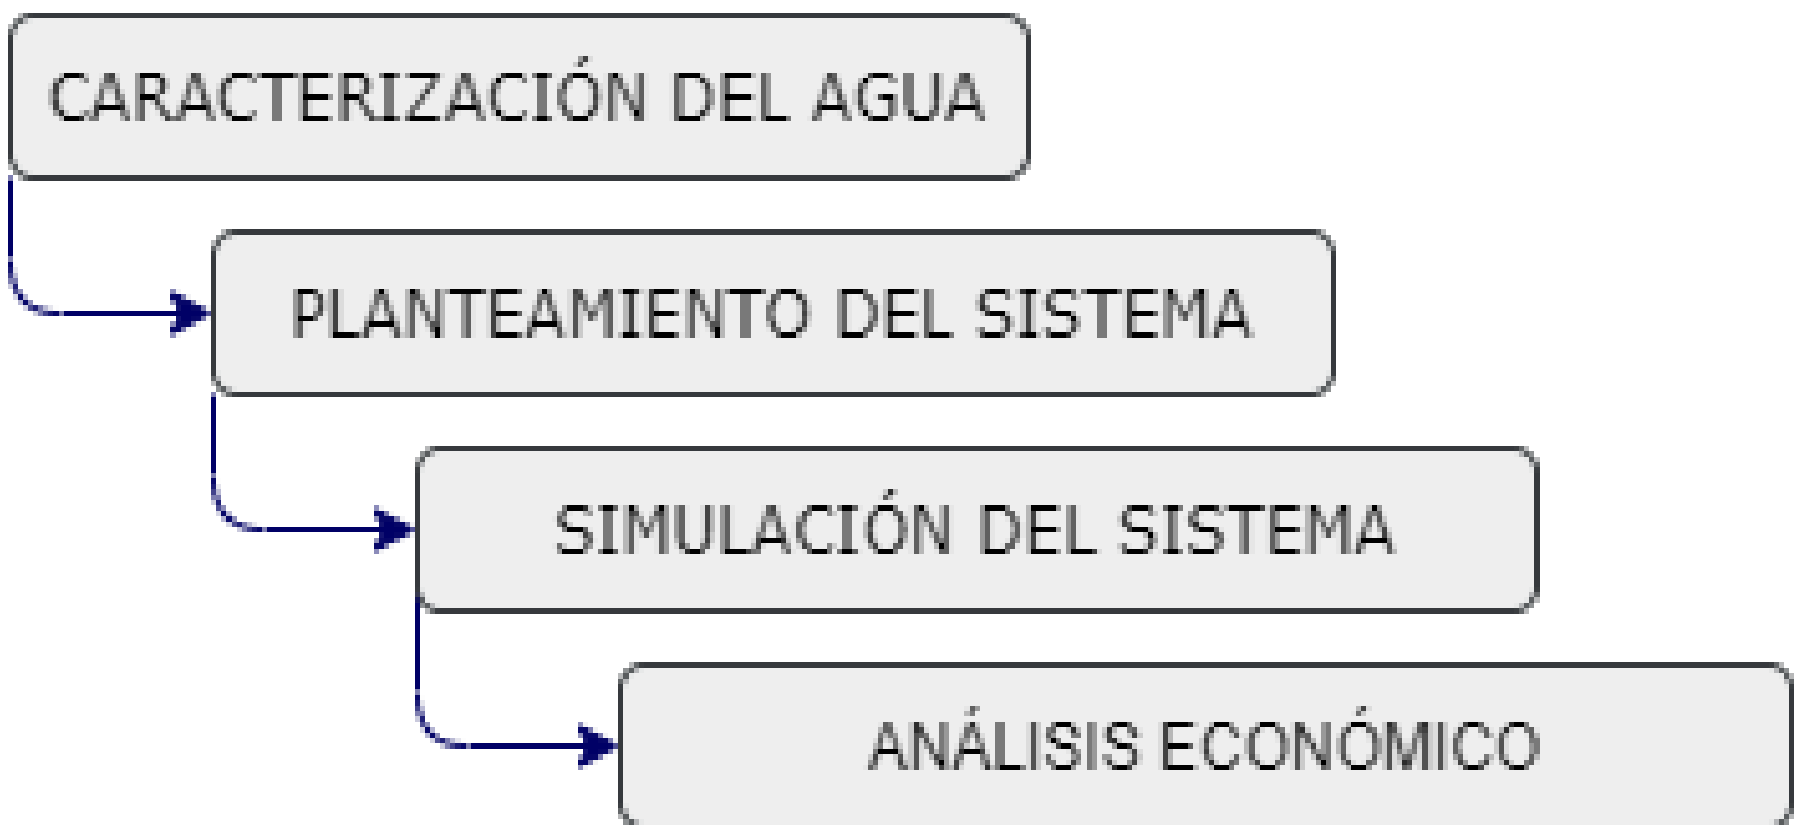 CARACTERIZACIÓN DEL AGUA
PLANTEAMIENTO DEL SISTEMA
SIMULACIÓN DEL SISTEMA
ANÁLISIS ECONÓMICO